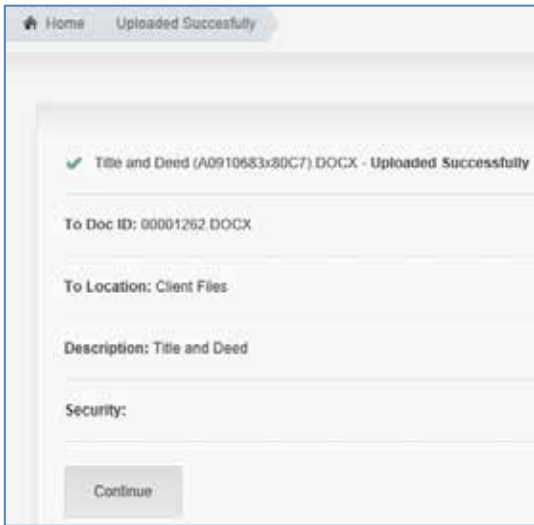 Home Uploaded Succesfully
Title and Deed (A0910683x80C7).DOCX - Uploaded Successfully
To Doc ID: 00001262.DOCX
To Location: Client Files
Description: Title and Deed
Security:
Continue